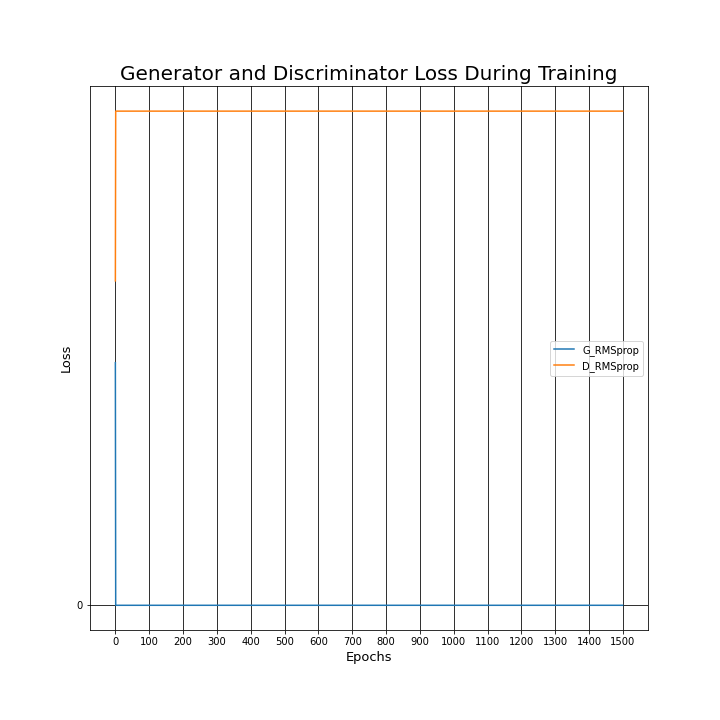 Generator and Discriminator Loss During Training
Loss
G_RMSprop
D_RMSprop
0
0 100 200 300 400 500 600 700 800 900 1000 1100 1200 1300 1400 1500
Epochs